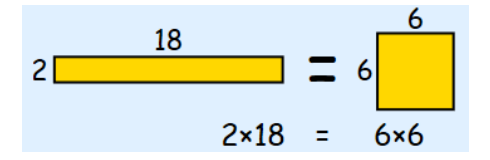 18
6
2 = 6
2×18 = 6×6